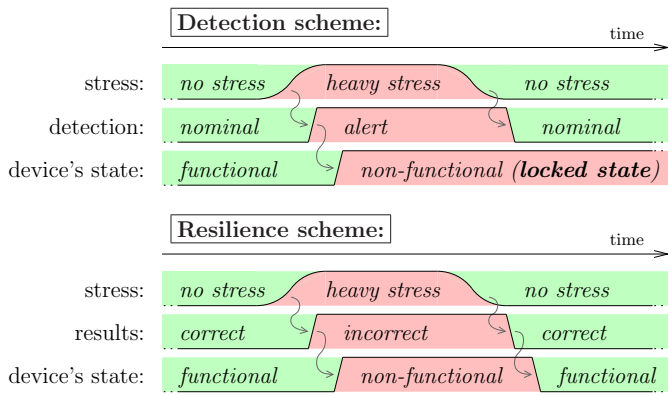 Detection scheme:
time
stress: no stress heavy stress no stress
detection: nominal alert nominal
device's state: functional non-functional (locked state)
Resilience scheme:
time
stress: no stress heavy stress no stress
results: correct incorrect correct
device's state: functional non-functional functional